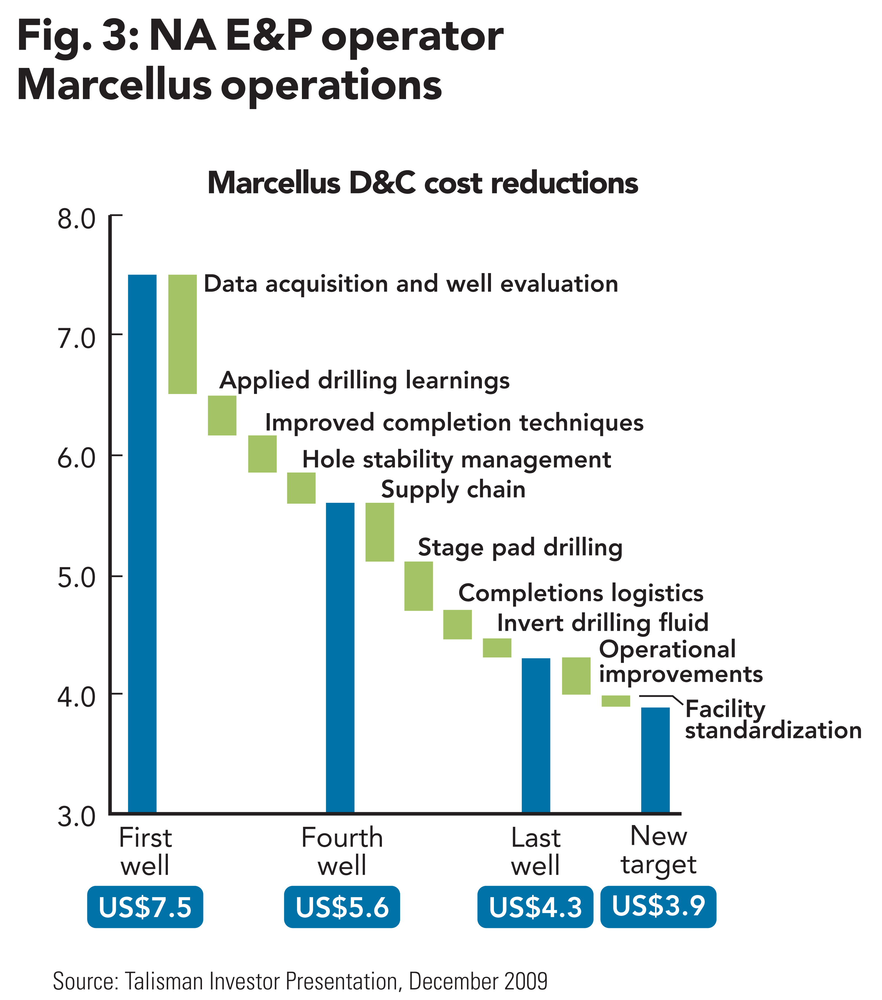 Fig. 3: NA E&P operator
Marcellus operations
Marcellus D&C cost reductions
8.0
Data acquisition and well evaluation
7.0
Applied drilling learnings
Improved completion techniques
6.0
Hole stability management
Supply chain
Stage pad drilling
5.0
Completions logistics
Invert drilling fluid
Operational
improvements
4.0
Facility
standardization
3.0
First
well
Fourth
well
Last
well
New
target
US$7.5
US$5.6
US$4.3
US$3.9
Source: Talisman Investor Presentation, December 2009